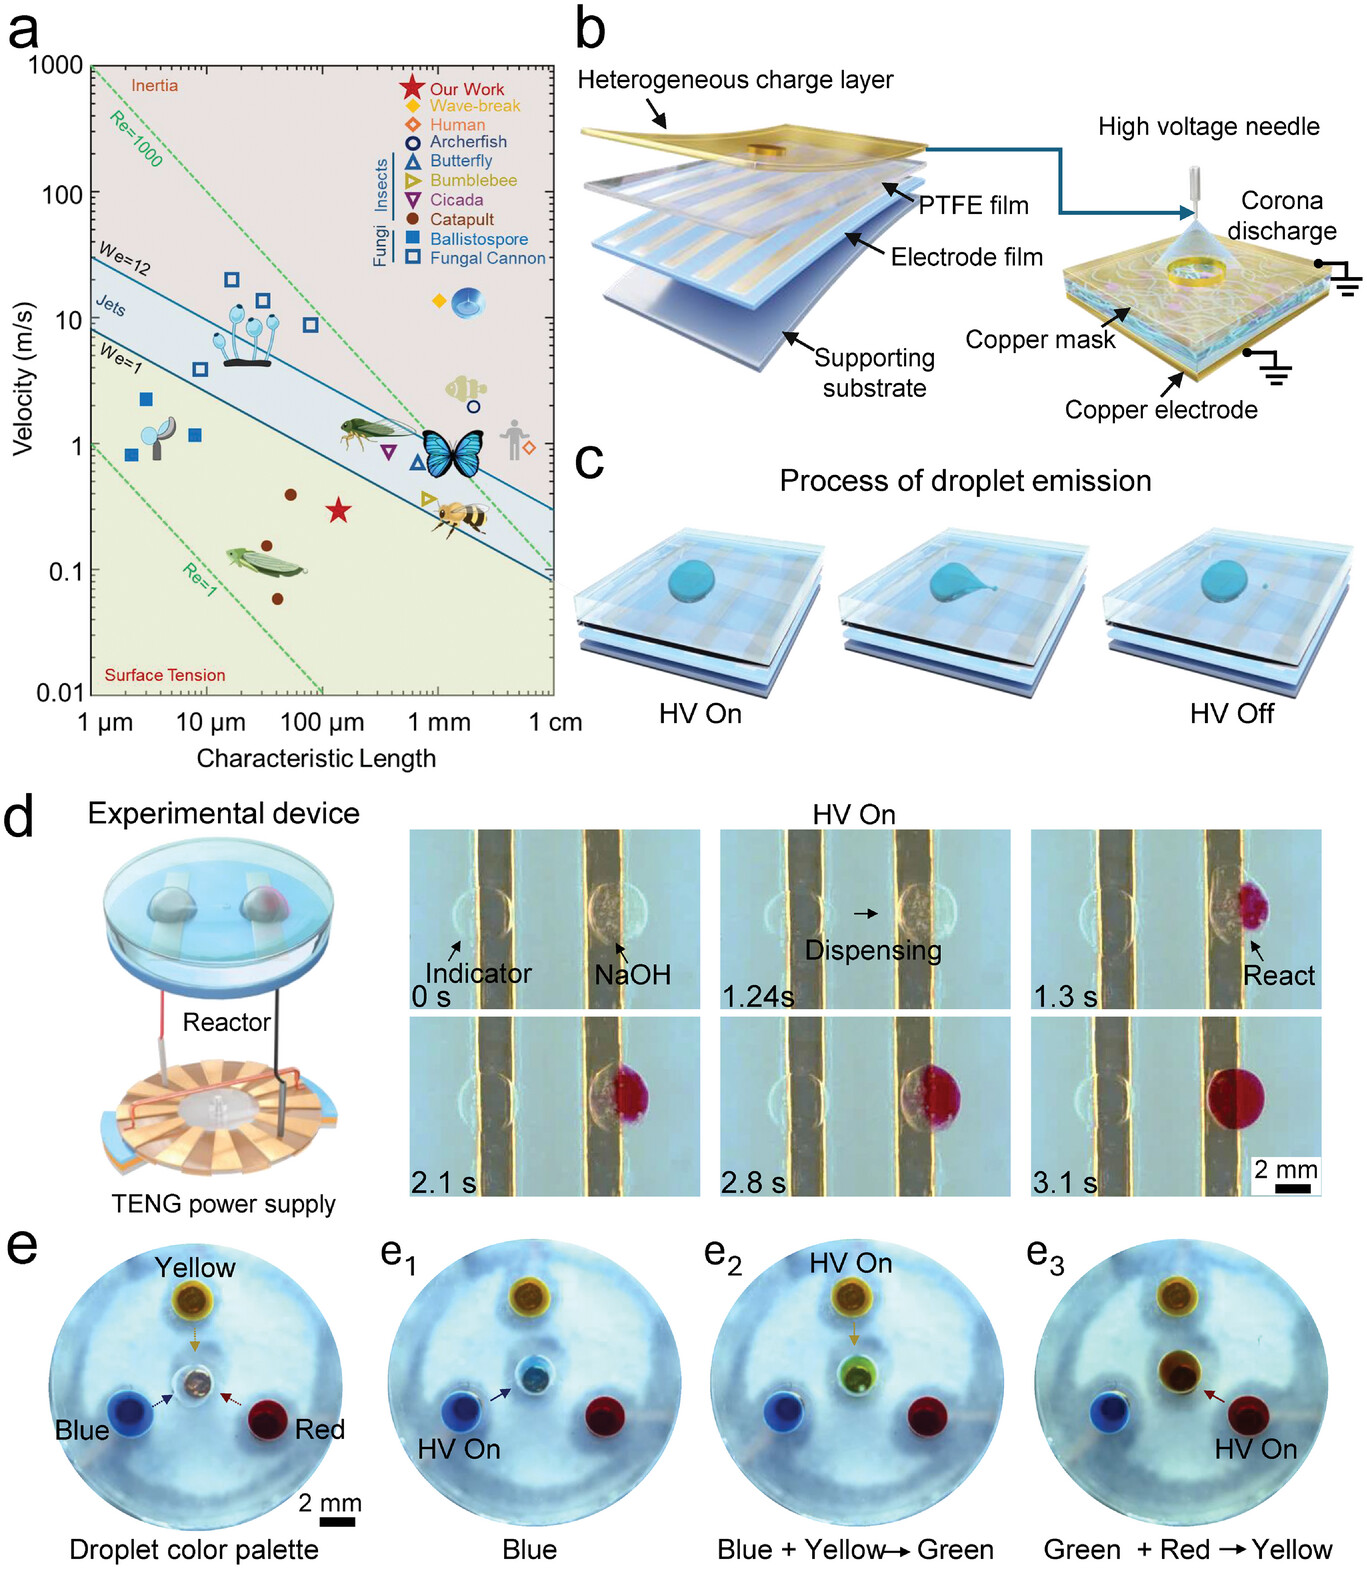 a
1000
100
10
1
0.1
0.01
Velocity (m/s)
1 µm
10 µm
100 µm
1 mm
1 cm
Characteristic Length
Inertia
Re=1000
We=12
Jets
We=1
Re=1
Surface Tension
Our Work
Wave-break
Human
Archerfish
Insects
Butterfly
Bumblebee
Cicada
Catapult
Fungi
Ballistospore
Fungal Cannon
b
Heterogeneous charge layer
PTFE film
Electrode film
Supporting
substrate
High voltage needle
Corona
discharge
Copper mask
Copper electrode
c
Process of droplet emission
HV On
HV Off
d
Experimental device
Reactor
TENG power supply
HV On
Indicator
NaOH
0 s
Dispensing
1.24s
React
1.3 s
2.1 s
2.8 s
3.1 s
2 mm
e
Yellow
Blue
Red
2 mm
Droplet color palette
e1
HV On
Blue
e2
HV On
Blue + Yellow→ Green
e3
HV On
Green + Red → Yellow